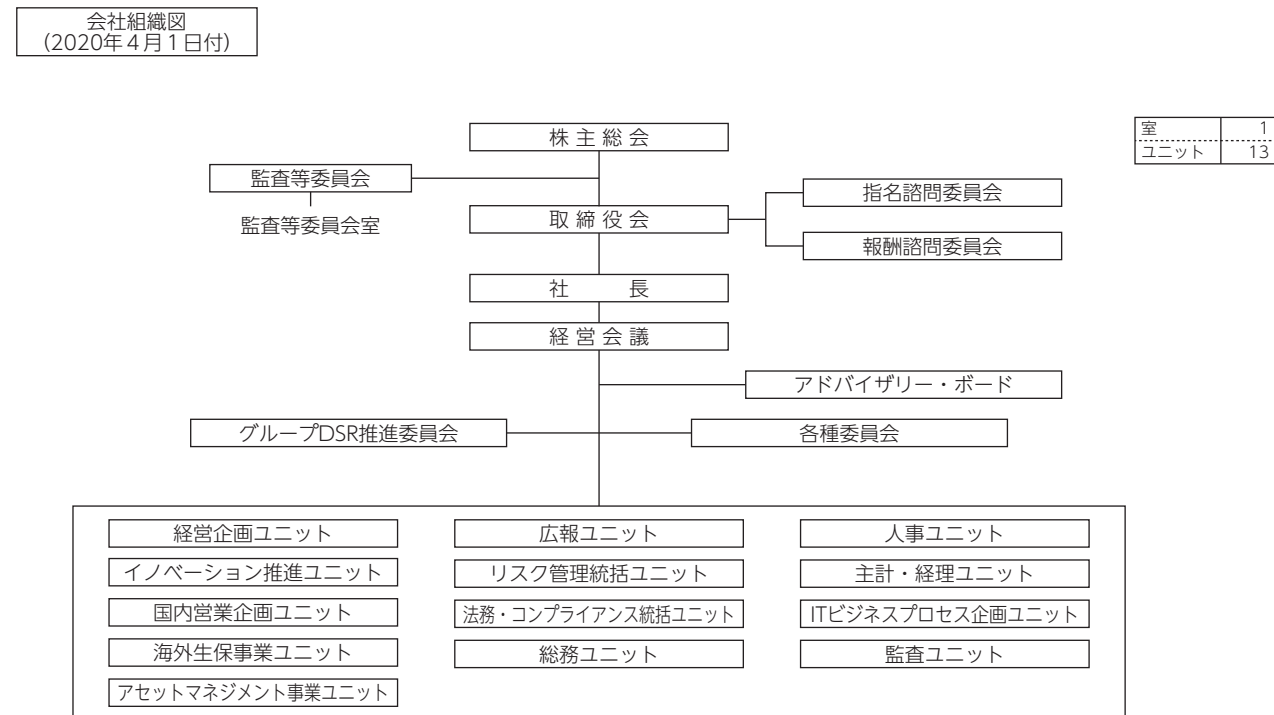 会社組織図
(2020年4月1日付)
室 1
ユニット 13
株主総会
監査等委員会
監査等委員会室
取締役会
指名諮問委員会
報酬諮問委員会
社 長
経営会議
アドバイザリー・ボード
グループDSR推進委員会
各種委員会
経営企画ユニット
広報ユニット
人事ユニット
イノベーション推進ユニット
リスク管理統括ユニット
主計・経理ユニット
国内営業企画ユニット
法務・コンプライアンス統括ユニット
ITビジネスプロセス企画ユニット
海外生保事業ユニット
総務ユニット
監査ユニット
アセットマネジメント事業ユニット